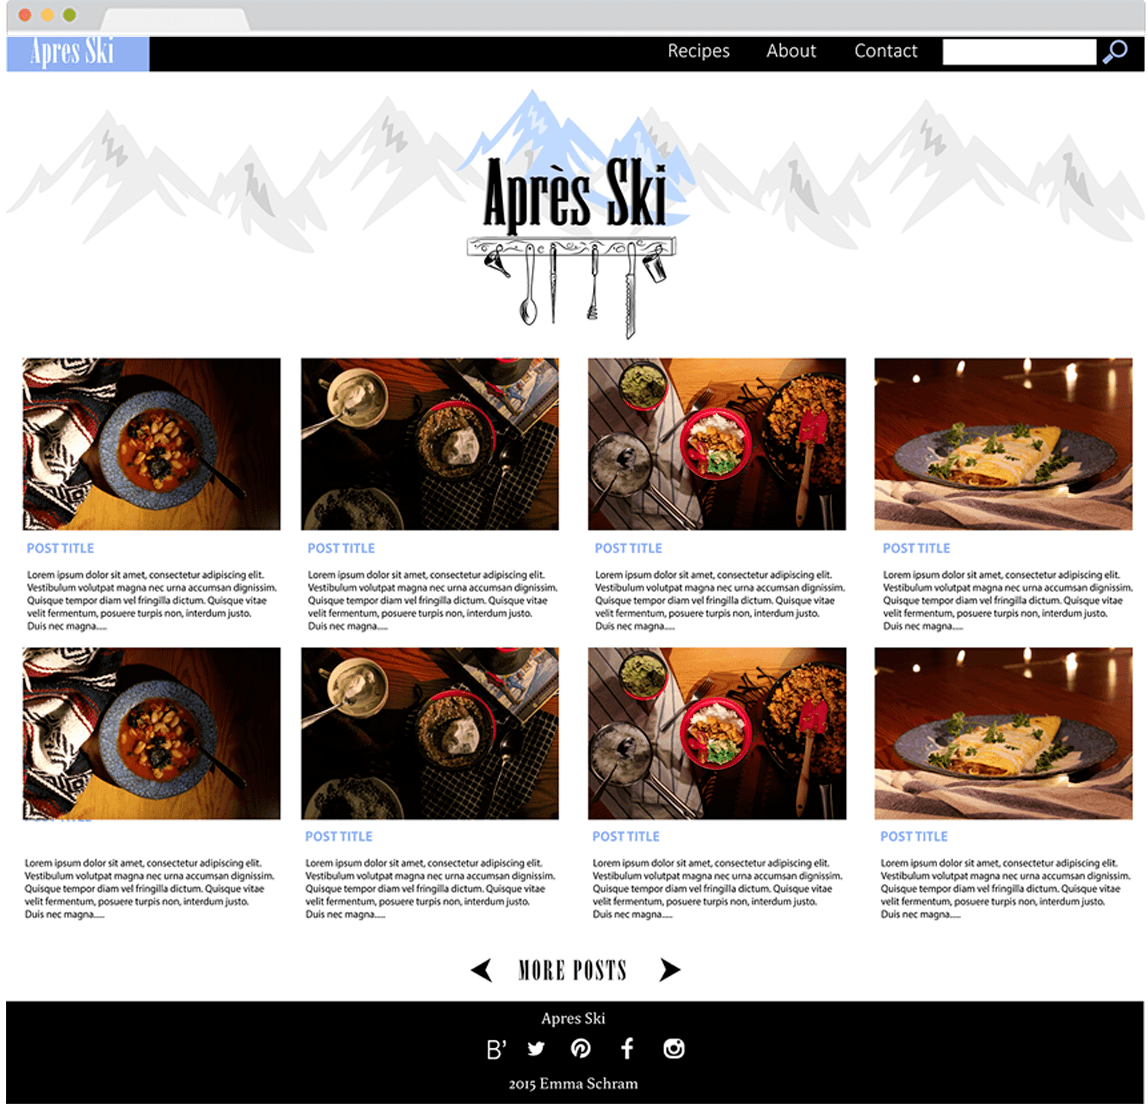 Apres Ski
Recipes About Contact
Après Ski
POST TITLE
Lorem ipsum dolor sit amet, consectetur adipiscing elit.
Vestibulum volutpat magna nec urna accumsan dignissim.
Quisque tempor diam vel fringilla dictum. Quisque vitae
velit fermentum, posuere turpis non, interdum justo.
Duis nec magna.....
POST TITLE
Lorem ipsum dolor sit amet, consectetur adipiscing elit.
Vestibulum volutpat magna nec urna accumsan dignissim.
Quisque tempor diam vel fringilla dictum. Quisque vitae
velit fermentum, posuere turpis non, interdum justo.
Duis nec magna.....
POST TITLE
Lorem ipsum dolor sit amet, consectetur adipiscing elit.
Vestibulum volutpat magna nec urna accumsan dignissim.
Quisque tempor diam vel fringilla dictum. Quisque vitae
velit fermentum, posuere turpis non, interdum justo.
Duis nec magna.....
POST TITLE
Lorem ipsum dolor sit amet, consectetur adipiscing elit.
Vestibulum volutpat magna nec urna accumsan dignissim.
Quisque tempor diam vel fringilla dictum. Quisque vitae
velit fermentum, posuere turpis non, interdum justo.
Duis nec magna.....
Lorem ipsum dolor sit amet, consectetur adipiscing elit.
Vestibulum volutpat magna nec urna accumsan dignissim.
Quisque tempor diam vel fringilla dictum. Quisque vitae
velit fermentum, posuere turpis non, interdum justo.
Duis nec magna.....
POST TITLE
Lorem ipsum dolor sit amet, consectetur adipiscing elit.
Vestibulum volutpat magna nec urna accumsan dignissim.
Quisque tempor diam vel fringilla dictum. Quisque vitae
velit fermentum, posuere turpis non, interdum justo.
Duis nec magna.....
POST TITLE
Lorem ipsum dolor sit amet, consectetur adipiscing elit.
Vestibulum volutpat magna nec urna accumsan dignissim.
Quisque tempor diam vel fringilla dictum. Quisque vitae
velit fermentum, posuere turpis non, interdum justo.
Duis nec magna.....
POST TITLE
Lorem ipsum dolor sit amet, consectetur adipiscing elit.
Vestibulum volutpat magna nec urna accumsan dignissim.
Quisque tempor diam vel fringilla dictum. Quisque vitae
velit fermentum, posuere turpis non, interdum justo.
Duis nec magna.....
MORE POSTS
Apres Ski
B’
2015 Emma Schram